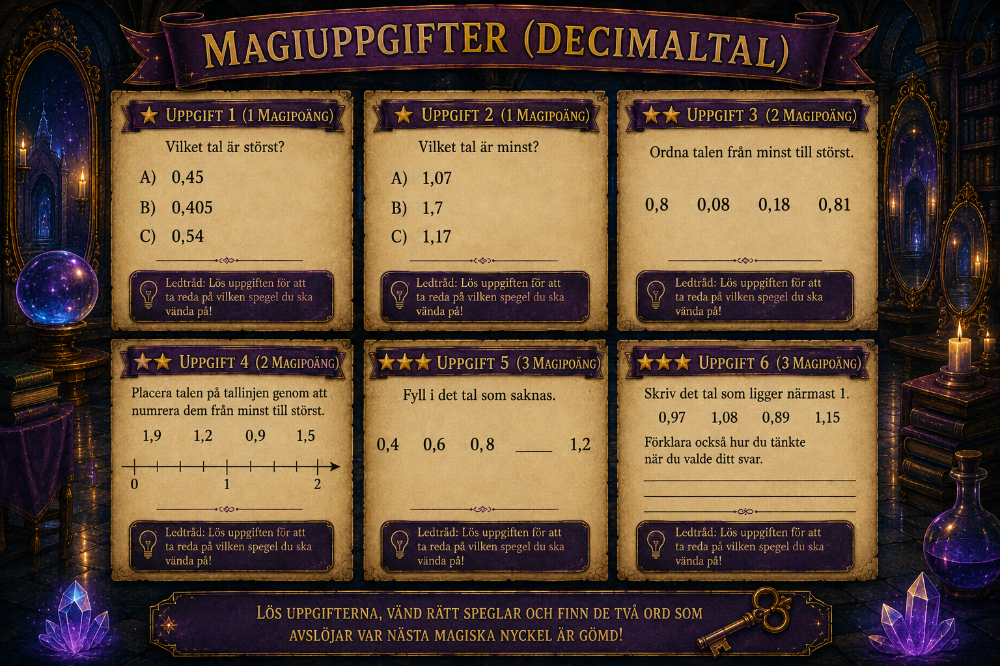 MAGIUPPGIFTER (DECIMALTAL)
UPPGIFT 1 (1 MAGIPOÄNG)
Vilket tal är störst?
A) 0,45
B) 0,405
C) 0,54
Ledtråd: Lös uppgiften för att
ta reda på vilken spegel du ska
vända på!
UPPGIFT 2 (1 MAGIPOÄNG)
Vilket tal är minst?
A) 1,07
B) 1,7
C) 1,17
Ledtråd: Lös uppgiften för att
ta reda på vilken spegel du ska
vända på!
UPPGIFT 3 (2 MAGIPOÄNG)
Ordna talen från minst till störst.
0,8 0,08 0,18 0,81
Ledtråd: Lös uppgiften för att
ta reda på vilken spegel du ska
vända på!
UPPGIFT 4 (2 MAGIPOÄNG)
Placera talen på tallinjen genom att
numrera dem från minst till störst.
1,9 1,2 0,9 1,5
0 1 2
Ledtråd: Lös uppgiften för att
ta reda på vilken spegel du ska
vända på!
UPPGIFT 5 (3 MAGIPOÄNG)
Fyll i det tal som saknas.
0,4 0,6 0,8 ____ 1,2
Ledtråd: Lös uppgiften för att
ta reda på vilken spegel du ska
vända på!
UPPGIFT 6 (3 MAGIPOÄNG)
Skriv det tal som ligger närmast 1.
0,97 1,08 0,89 1,15
Förklara också hur du tänkte
när du valde ditt svar.
Ledtråd: Lös uppgiften för att
ta reda på vilken spegel du ska
vända på!
LÖS UPPGIFTERNA, VÄND RÄTT SPEGLAR OCH FINN DE TVÅ ORD SOM
AVSLÖJAR VAR NÄSTA MAGISKA NYCKEL ÄR GÖMD!